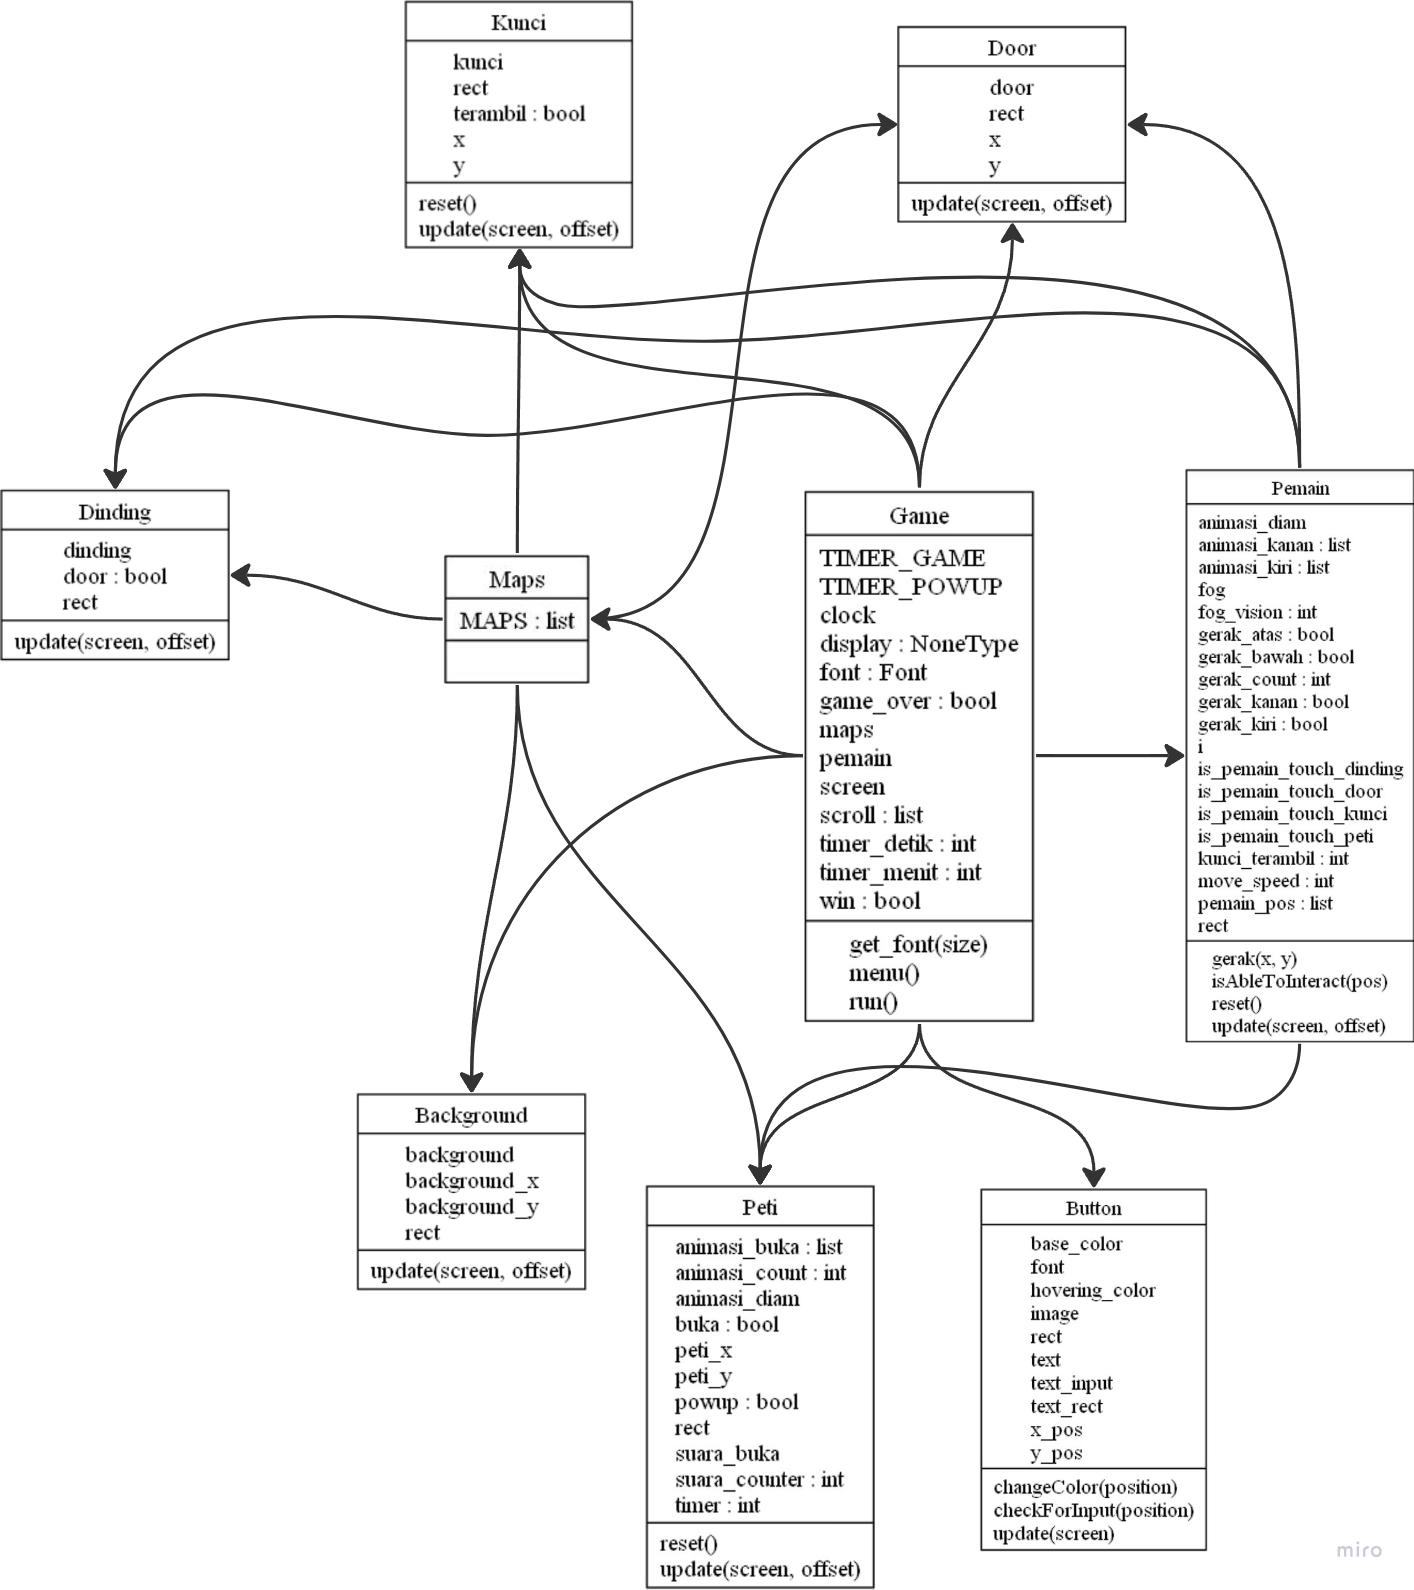 Kunci
kunci
rect
terambil : bool
x
y
reset()
update(screen, offset)
Door
door
rect
x
y
update(screen, offset)
Dinding
dinding
door : bool
rect
update(screen, offset)
Maps
MAPS : list
Game
TIMER_GAME
TIMER_POWUP
clock
display : NoneType
font : Font
game_over : bool
maps
pemain
screen
scroll : list
timer_detik : int
timer_menit : int
win : bool
get_font(size)
menu()
run()
Pemain
animasi_diam
animasi_kanan : list
animasi_kiri : list
fog
fog_vision : int
gerak_atas : bool
gerak_bawah : bool
gerak_count : int
gerak_kanan : bool
gerak_kiri : bool
i
is_pemain_touch_dinding
is_pemain_touch_door
is_pemain_touch_kunci
is_pemain_touch_peti
kunci_terambil : int
move_speed : int
pemain_pos : list
rect
gerak(x, y)
isAbleToInteract(pos)
reset()
update(screen, offset)
Background
background
background_x
background_y
rect
update(screen, offset)
Peti
animasi_buka : list
animasi_count : int
animasi_diam
buka : bool
peti_x
peti_y
powup : bool
rect
suara_buka
suara_counter : int
timer : int
reset()
update(screen, offset)
Button
base_color
font
hovering_color
image
rect
text
text_input
text_rect
x_pos
y_pos
changeColor(position)
checkForInput(position)
update(screen)
miro